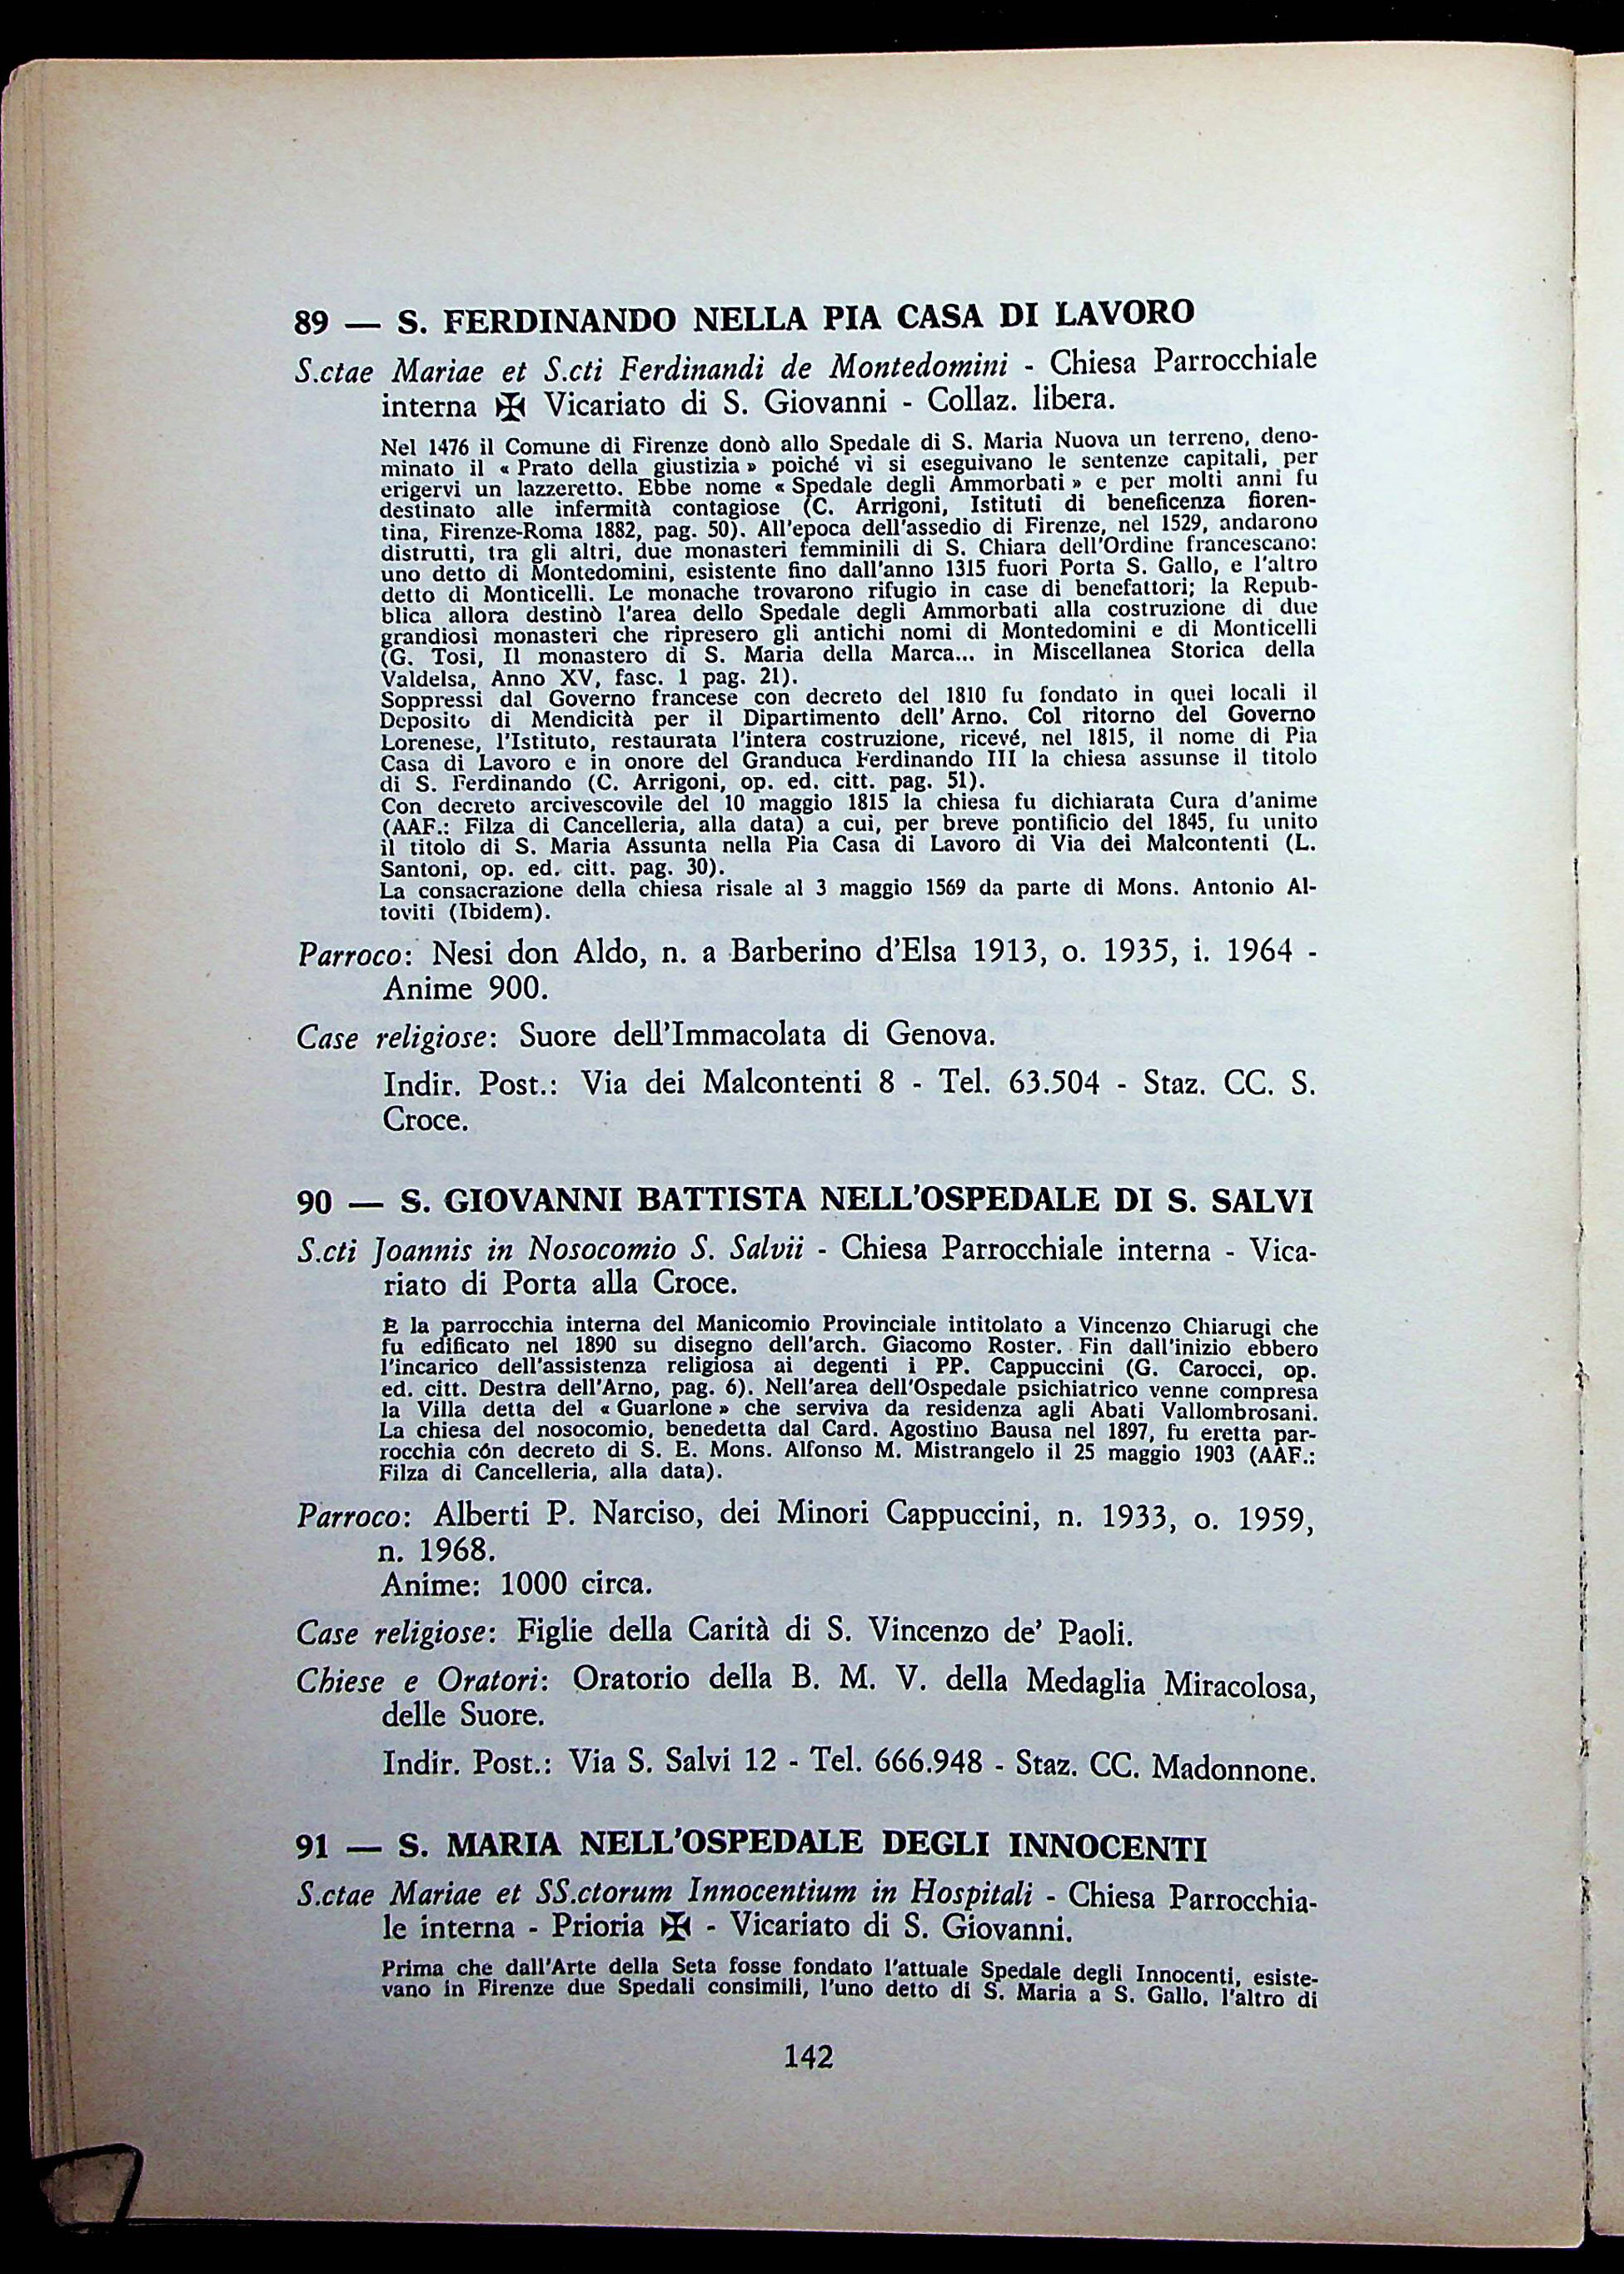 89 — S. FERDINANDO NELLA PIA CASA DI LAVORO
S.ctae Mariae et S.cti Ferdinandi de Montedomini - Chiesa Parrocchiale
interna ✠ Vicariato di S. Giovanni - Collaz. libera.
Nel 1476 il Comune di Firenze donò allo Spedale di S. Maria Nuova un terreno, deno-
minato il « Prato della giustizia » poiché vi si eseguivano le sentenze capitali, per
erigervi un lazzeretto. Ebbe nome « Spedale degli Ammorbati » e per molti anni fu
destinato alle infermità contagiose (C. Arrigoni, Istituti di beneficenza fioren-
tina, Firenze-Roma 1882, pag. 50). All'epoca dell'assedio di Firenze, nel 1529, andarono
distrutti, tra gli altri, due monasteri femminili di S. Chiara dell'Ordine francescano:
uno detto di Montedomini, esistente fino dall'anno 1315 fuori Porta S. Gallo, e l'altro
detto di Monticelli. Le monache trovarono rifugio in case di benefattori; la Repub-
blica allora destinò l'area dello Spedale degli Ammorbati alla costruzione di due
grandiosi monasteri che ripresero gli antichi nomi di Montedomini e di Monticelli
(G. Tosi, Il monastero di S. Maria della Marca... in Miscellanea Storica della
Valdelsa, Anno XV, fasc. 1 pag. 21).
Soppressi dal Governo francese con decreto del 1810 fu fondato in quei locali il
Deposito di Mendicità per il Dipartimento dell' Arno. Col ritorno del Governo
Lorenese, l'Istituto, restaurata l'intera costruzione, ricevé, nel 1815, il nome di Pia
Casa di Lavoro e in onore del Granduca Ferdinando III la chiesa assunse il titolo
di S. Ferdinando (C. Arrigoni, op. ed. citt. pag. 51).
Con decreto arcivescovile del 10 maggio 1815 la chiesa fu dichiarata Cura d'anime
(AAF.: Filza di Cancelleria, alla data) a cui, per breve pontificio del 1845, fu unito
il titolo di S. Maria Assunta nella Pia Casa di Lavoro di Via dei Malcontenti (L.
Santoni, op. ed. citt. pag. 30).
La consacrazione della chiesa risale al 3 maggio 1569 da parte di Mons. Antonio Al-
toviti (Ibidem).
Parroco: Nesi don Aldo, n. a Barberino d'Elsa 1913, o. 1935, i. 1964 -
Anime 900.
Case religiose: Suore dell'Immacolata di Genova.
Indir. Post.: Via dei Malcontenti 8 - Tel. 63.504 - Staz. CC. S.
Croce.
90 — S. GIOVANNI BATTISTA NELL'OSPEDALE DI S. SALVI
S.cti Joannis in Nosocomio S. Salvii - Chiesa Parrocchiale interna - Vica-
riato di Porta alla Croce.
È la parrocchia interna del Manicomio Provinciale intitolato a Vincenzo Chiarugi che
fu edificato nel 1890 su disegno dell'arch. Giacomo Roster. Fin dall'inizio ebbero
l'incarico dell'assistenza religiosa ai degenti i PP. Cappuccini (G. Carocci, op.
ed. citt. Destra dell'Arno, pag. 6). Nell'area dell'Ospedale psichiatrico venne compresa
la Villa detta del « Guarlone » che serviva da residenza agli Abati Vallombrosani.
La chiesa del nosocomio, benedetta dal Card. Agostino Bausa nel 1897, fu eretta par-
rocchia cón decreto di S. E. Mons. Alfonso M. Mistrangelo il 25 maggio 1903 (AAF.:
Filza di Cancelleria, alla data).
Parroco: Alberti P. Narciso, dei Minori Cappuccini, n. 1933, o. 1959,
n. 1968.
Anime: 1000 circa.
Case religiose: Figlie della Carità di S. Vincenzo de' Paoli.
Chiese e Oratori: Oratorio della B. M. V. della Medaglia Miracolosa,
delle Suore.
Indir. Post.: Via S. Salvi 12 - Tel. 666.948 - Staz. CC. Madonnone.
91 — S. MARIA NELL'OSPEDALE DEGLI INNOCENTI
S.ctae Mariae et SS.ctorum Innocentium in Hospitali - Chiesa Parrocchia-
le interna - Prioria ✠ - Vicariato di S. Giovanni.
Prima che dall'Arte della Seta fosse fondato l'attuale Spedale degli Innocenti, esiste-
vano in Firenze due Spedali consimili, l'uno detto di S. Maria a S. Gallo, l'altro di
142